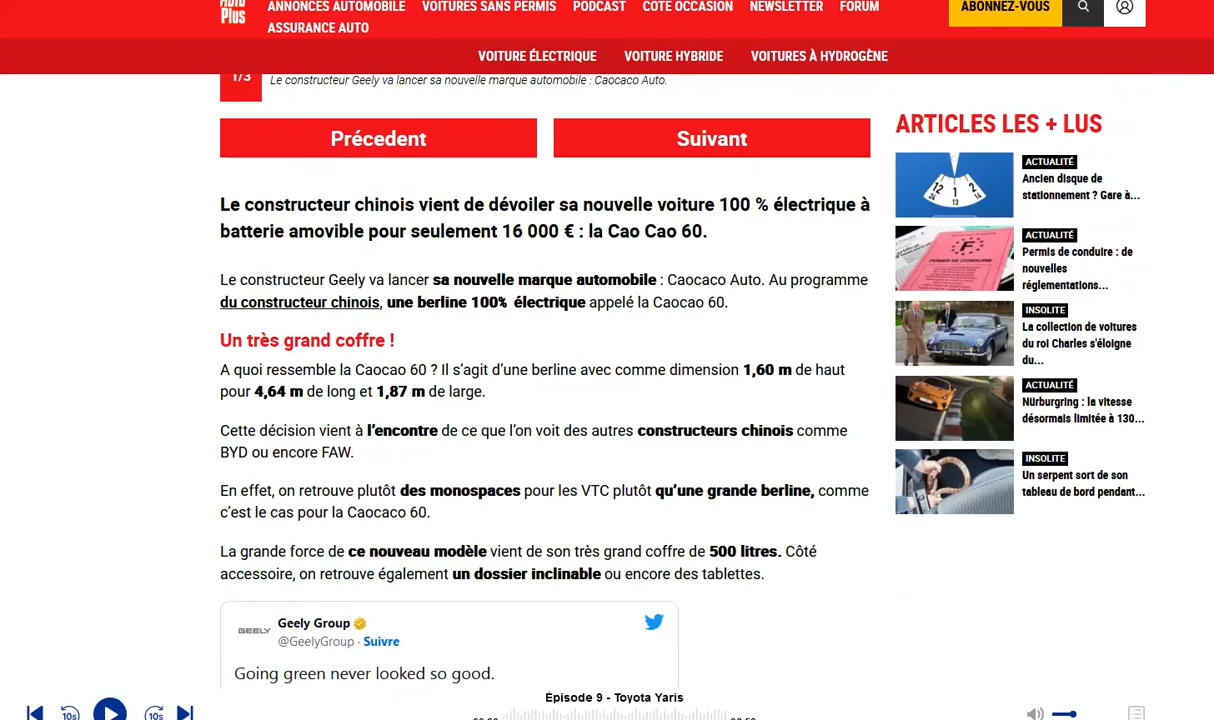 Plus
ANNONCES AUTOMOBILE VOITURES SANS PERMIS PODCAST COTE OCCASION NEWSLETTER FORUM
ASSURANCE AUTO
ABONNEZ-VOUS
VOITURE ÉLECTRIQUE VOITURE HYBRIDE VOITURES À HYDROGÈNE
1/3 Le constructeur Geely va lancer sa nouvelle marque automobile : Caocaco Auto.
Précedent Suivant
Le constructeur chinois vient de dévoiler sa nouvelle voiture 100 % électrique à
batterie amovible pour seulement 16 000 € : la Cao Cao 60.
Le constructeur Geely va lancer sa nouvelle marque automobile : Caocaco Auto. Au programme
du constructeur chinois, une berline 100% électrique appelé la Caocao 60.
Un très grand coffre !
A quoi ressemble la Caocao 60 ? Il s’agit d’une berline avec comme dimension 1,60 m de haut
pour 4,64 m de long et 1,87 m de large.
Cette décision vient à l’encontre de ce que l’on voit des autres constructeurs chinois comme
BYD ou encore FAW.
En effet, on retrouve plutôt des monospaces pour les VTC plutôt qu’une grande berline, comme
c’est le cas pour la Caocaco 60.
La grande force de ce nouveau modèle vient de son très grand coffre de 500 litres. Côté
accessoire, on retrouve également un dossier inclinable ou encore des tablettes.
GEELY
Geely Group
@GeelyGroup · Suivre
Going green never looked so good.
ARTICLES LES + LUS
ACTUALITÉ
Ancien disque de
stationnement ? Gare à...
ACTUALITÉ
Permis de conduire : de
nouvelles
réglementations...
INSOLITE
La collection de voitures
du roi Charles s'éloigne
du...
ACTUALITÉ
Nürburgring : la vitesse
désormais limitée à 130...
INSOLITE
Un serpent sort de son
tableau de bord pendant...
Épisode 9 - Toyota Yaris
10s 10s